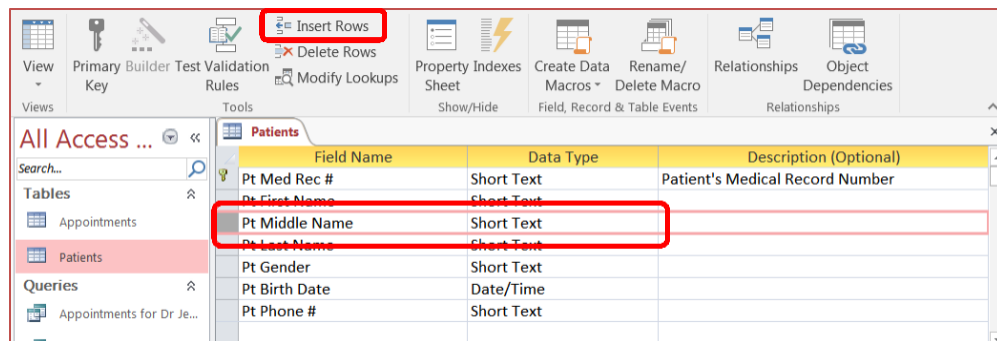 Insert Rows
Delete Rows
Modify Lookups
View
Primary Key
Builder
Test Validation Rules
Property Sheet
Indexes
Create Data Macros
Rename/ Delete Macro
Relationships
Object Dependencies
Views
Tools
Show/Hide
Field, Record & Table Events
Relationships
All Access ...
Search...
Tables
Appointments
Patients
Queries
Appointments for Dr Je...
Patients
Field Name Data Type Description (Optional)
Pt Med Rec # Short Text Patient's Medical Record Number
Pt First Name Short Text
Pt Middle Name Short Text
Pt Last Name Short Text
Pt Gender Short Text
Pt Birth Date Date/Time
Pt Phone # Short Text